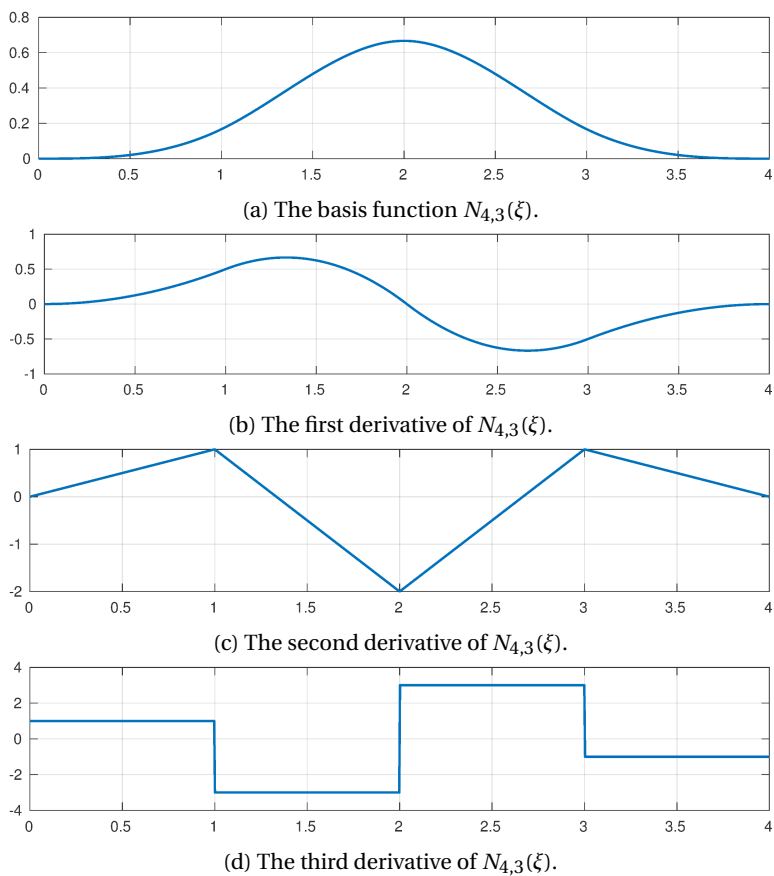 0.8
0.6
0.4
0.2
0
0 0.5 1 1.5 2 2.5 3 3.5 4
(a) The basis function N4,3(ξ).
1
0.5
0
-0.5
-1
0 0.5 1 1.5 2 2.5 3 3.5 4
(b) The first derivative of N4,3(ξ).
1
0
-1
-2
0 0.5 1 1.5 2 2.5 3 3.5 4
(c) The second derivative of N4,3(ξ).
4
2
0
-2
-4
0 0.5 1 1.5 2 2.5 3 3.5 4
(d) The third derivative of N4,3(ξ).